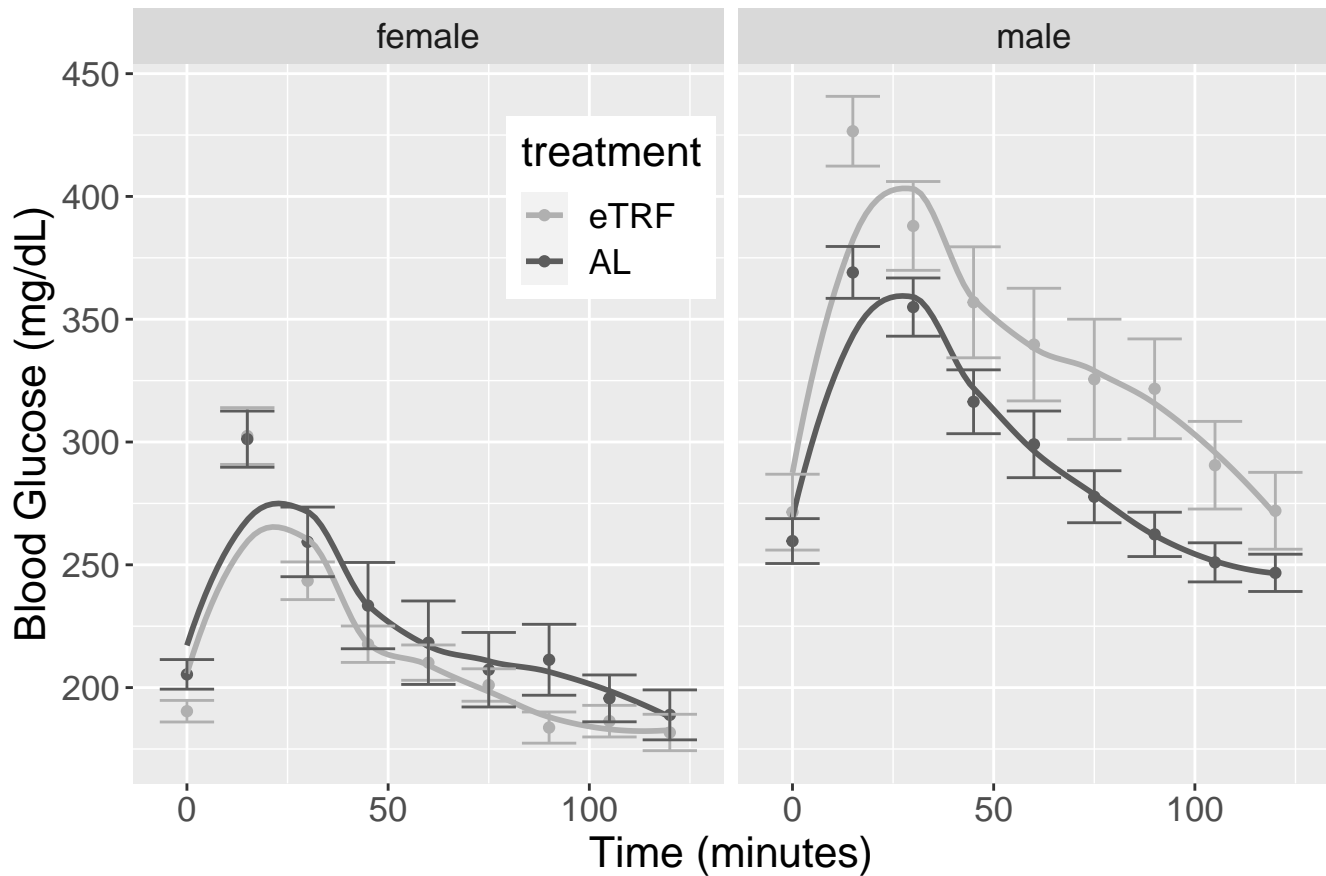 female male
450
400
350
300
250
200
Blood Glucose (mg/dL)
treatment
eTRF
AL
0 50 100 0 50 100
Time (minutes)